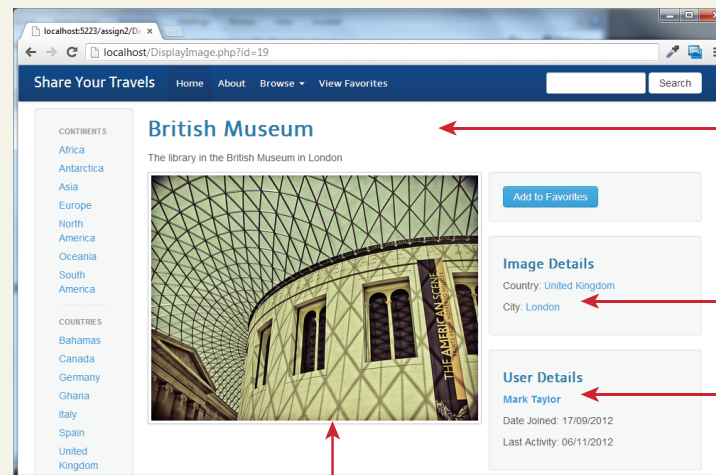 localhost:5223/assign2/Di
localhost/DisplayImage.php?id=19
Share Your Travels Home About Browse View Favorites Search
CONTINENTS
Africa
Antarctica
Asia
Europe
North
America
Oceania
South
America
COUNTRIES
Bahamas
Canada
Germany
Ghana
Italy
Spain
United
Kingdom
British Museum
The library in the British Museum in London
THE AMERICAN SCENE
Add to Favorites
Image Details
Country: United Kingdom
City: London
User Details
Mark Taylor
Date Joined: 17/09/2012
Last Activity: 06/11/2012